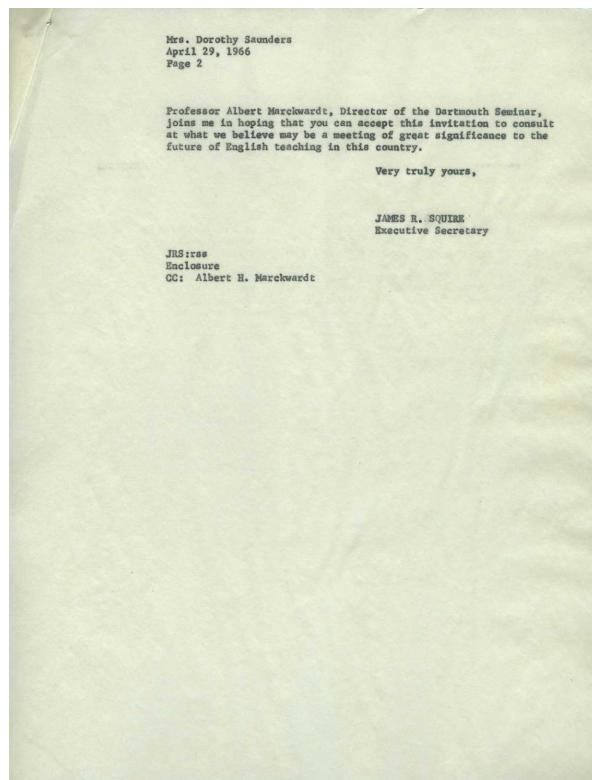 Mrs. Dorothy Saunders
April 29, 1966
Page 2
Professor Albert Marckwardt, Director of the Dartmouth Seminar,
joins me in hoping that you can accept this invitation to consult
at what we believe may be a meeting of great significance to the
future of English teaching in this country.
Very truly yours,
JAMES R. SQUIRE
Executive Secretary
JRS:rss
Enclosure
CC: Albert H. Marckwardt